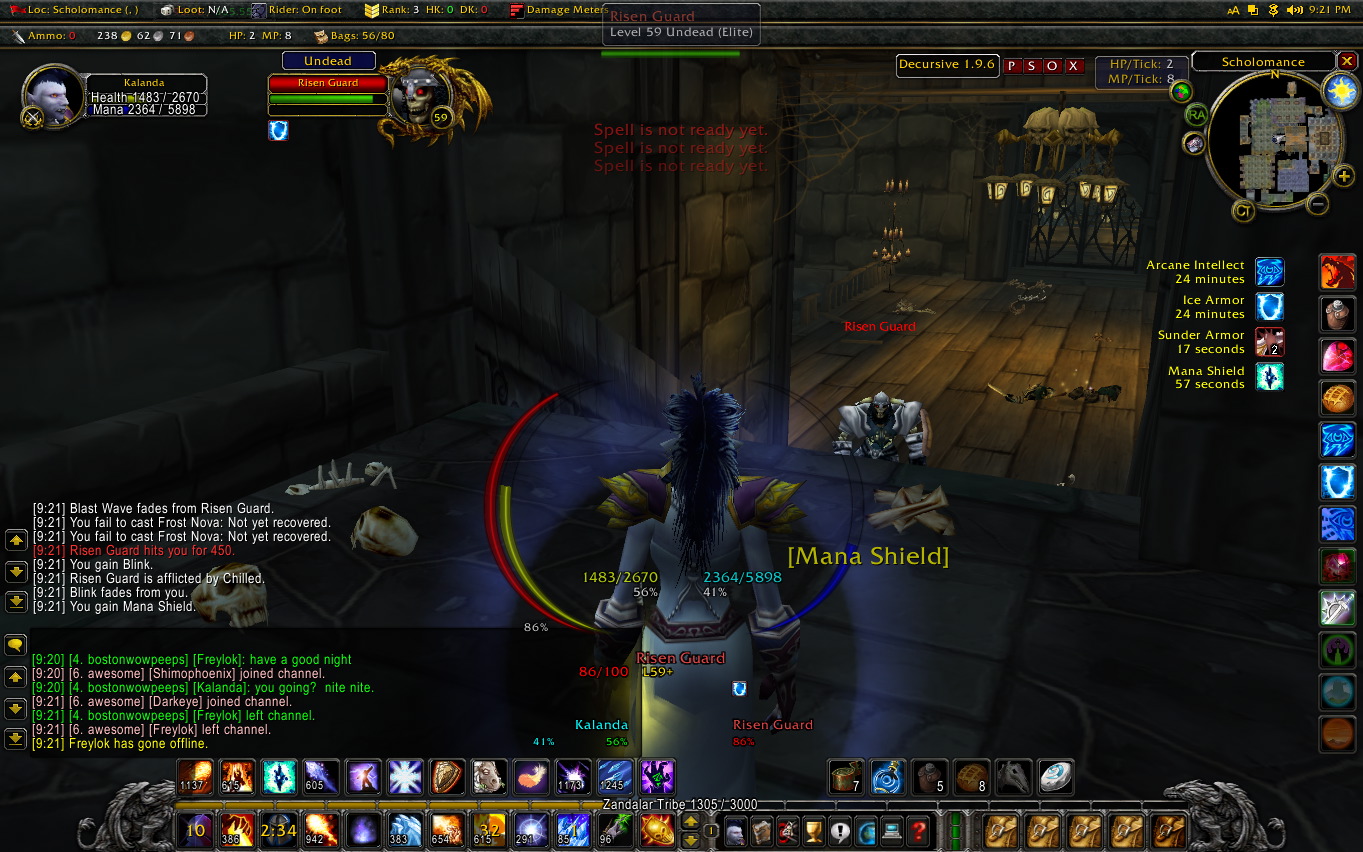 Loc: Scholomance (, ) Loot: N/A Rider: On foot Rank: 3 HK: 0 DK: 0 Damage Meters 9:21 PM
Ammo: 0 238 62 71 HP: 2 MP: 8 Bags: 56/80
Risen Guard
Level 59 Undead (Elite)
Undead
Kalanda
Health 1483 / 2670
Mana 2364 / 5898
Risen Guard
59
Decursive 1.9.6 P S O X
HP/Tick: 2
MP/Tick: 8
Scholomance
N
RA
CT
Spell is not ready yet.
Spell is not ready yet.
Spell is not ready yet.
Arcane Intellect
24 minutes
Ice Armor
24 minutes
Sunder Armor
17 seconds
2
Mana Shield
57 seconds
Risen Guard
[9:21] Blast Wave fades from Risen Guard.
[9:21] You fail to cast Frost Nova: Not yet recovered.
[9:21] You fail to cast Frost Nova: Not yet recovered.
[9:21] Risen Guard hits you for 450.
[9:21] You gain Blink.
[9:21] Risen Guard is afflicted by Chilled.
[9:21] Blink fades from you.
[9:21] You gain Mana Shield.
[Mana Shield]
1483/2670 2364/5898
56% 41%
86%
Risen Guard
86/100 L59+
Kalanda Risen Guard
41% 56% 86%
[9:20] [4. bostonwowpeeps] [Freylok]: have a good night
[9:20] [6. awesome] [Shimophoenix] joined channel.
[9:20] [4. bostonwowpeeps] [Kalanda]: you going? nite nite.
[9:21] [6. awesome] [Darkeye] joined channel.
[9:21] [4. bostonwowpeeps] [Freylok] left channel.
[9:21] [6. awesome] [Freylok] left channel.
[9:21] Freylok has gone offline.
1137 615 605 1173 1245 7 5 8
Zandalar Tribe 1305 / 3000
10 386 2:34 942 383 654 32 615 291 1 854 96 1